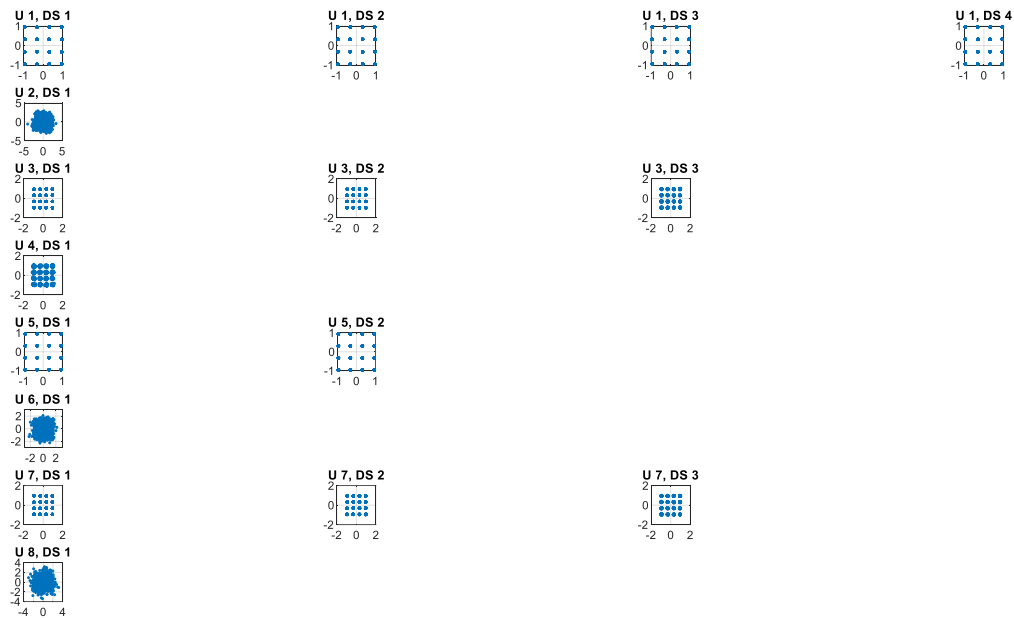 U 1, DS 1 U 1, DS 2 U 1, DS 3 U 1, DS 4
1 1 1 1
0 0 0 0
-1 -1 -1 -1
-1 0 1 -1 0 1 -1 0 1 -1 0 1
U 2, DS 1
5
0
-5
-5 0 5
U 3, DS 1 U 3, DS 2 U 3, DS 3
2 2 2
0 0 0
-2 -2 -2
-2 0 2 -2 0 2 -2 0 2
U 4, DS 1
2
0
-2
-2 0 2
U 5, DS 1 U 5, DS 2
1 1
0 0
-1 -1
-1 0 1 -1 0 1
U 6, DS 1
2
0
-2
-2 0 2
U 7, DS 1 U 7, DS 2 U 7, DS 3
2 2 2
0 0 0
-2 -2 -2
-2 0 2 -2 0 2 -2 0 2
U 8, DS 1
4
2
0
-2
-4
-4 0 4